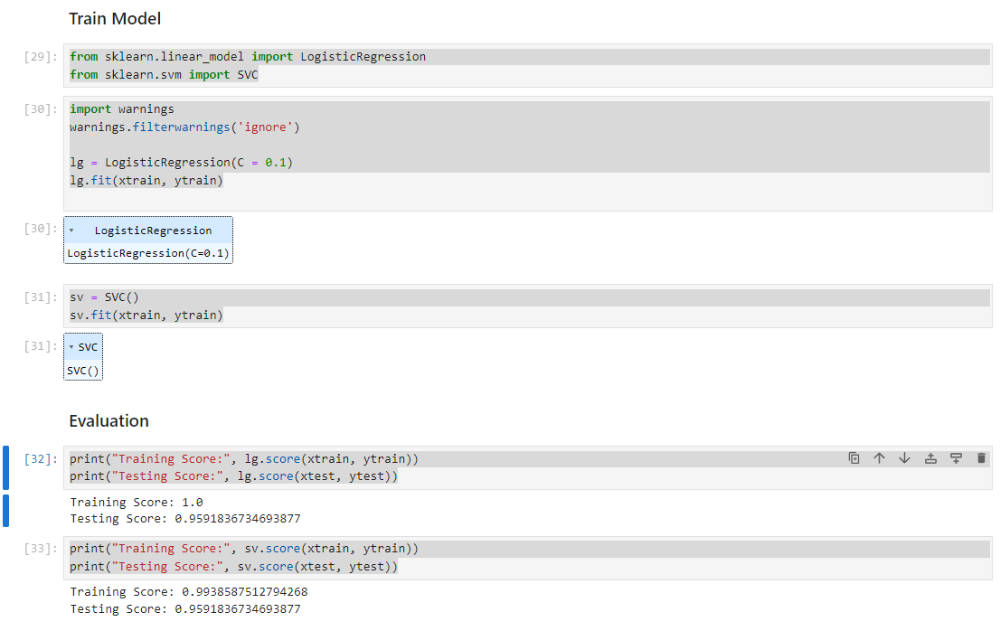 Train Model
[29]:
from sklearn.linear_model import LogisticRegression
from sklearn.svm import SVC
[30]:
import warnings
warnings.filterwarnings('ignore')
lg = LogisticRegression(C = 0.1)
lg.fit(xtrain, ytrain)
[30]:
LogisticRegression
LogisticRegression(C=0.1)
[31]:
sv = SVC()
sv.fit(xtrain, ytrain)
[31]:
SVC
SVC()
Evaluation
[32]:
print("Training Score:", lg.score(xtrain, ytrain))
print("Testing Score:", lg.score(xtest, ytest))
Training Score: 1.0
Testing Score: 0.9591836734693877
[33]:
print("Training Score:", sv.score(xtrain, ytrain))
print("Testing Score:", sv.score(xtest, ytest))
Training Score: 0.9938587512794268
Testing Score: 0.9591836734693877